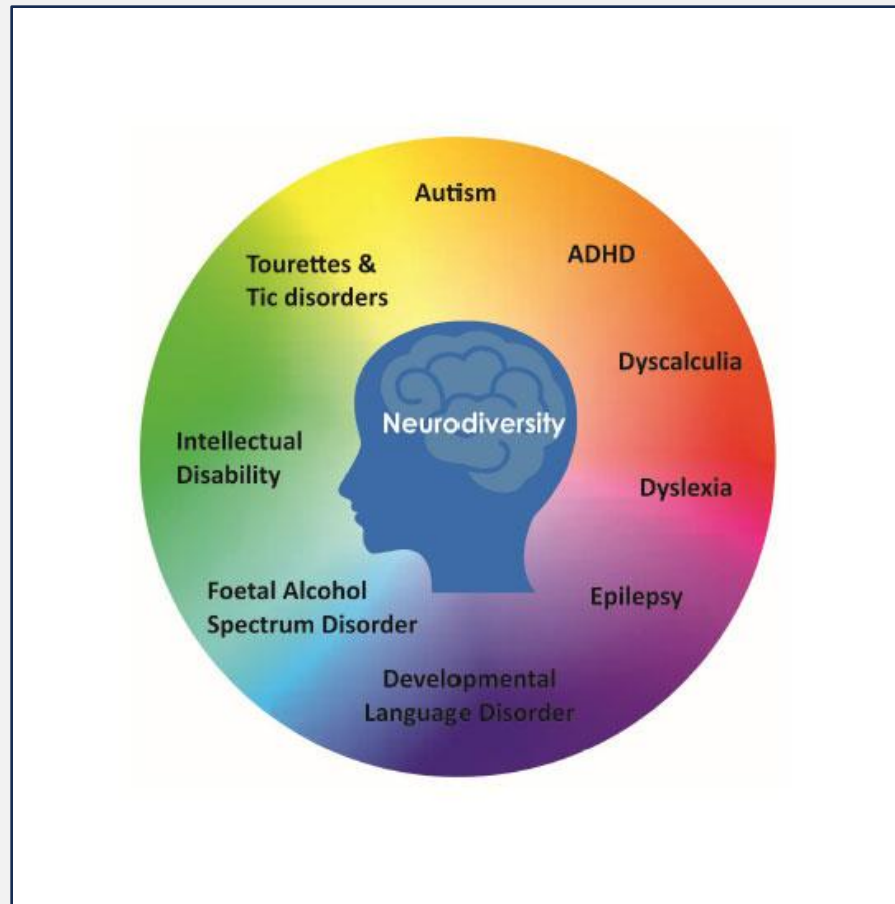 Autism
ADHD
Tourettes &
Tic disorders
Dyscalculia
Neurodiversity
Intellectual
Disability
Dyslexia
Foetal Alcohol
Spectrum Disorder
Epilepsy
Developmental
Language Disorder